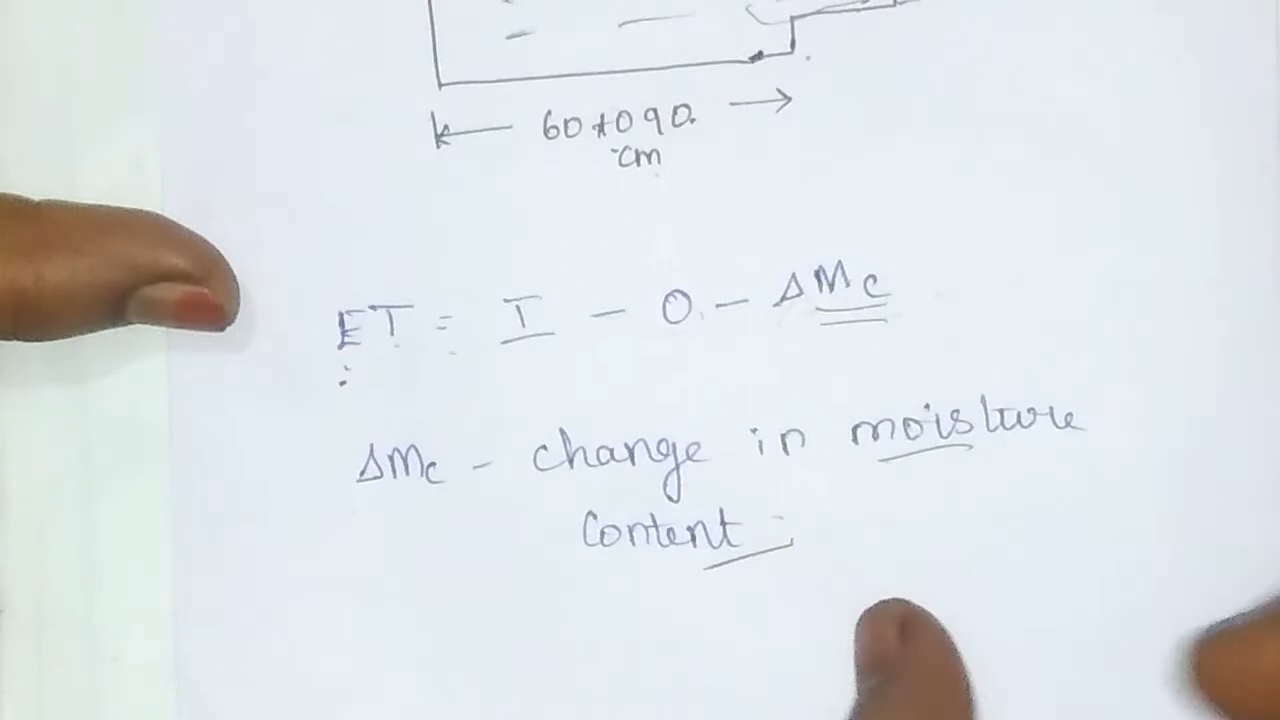 60 to 90.
cm
ET = I - O - ΔMc
ΔMc - change in moisture
Content